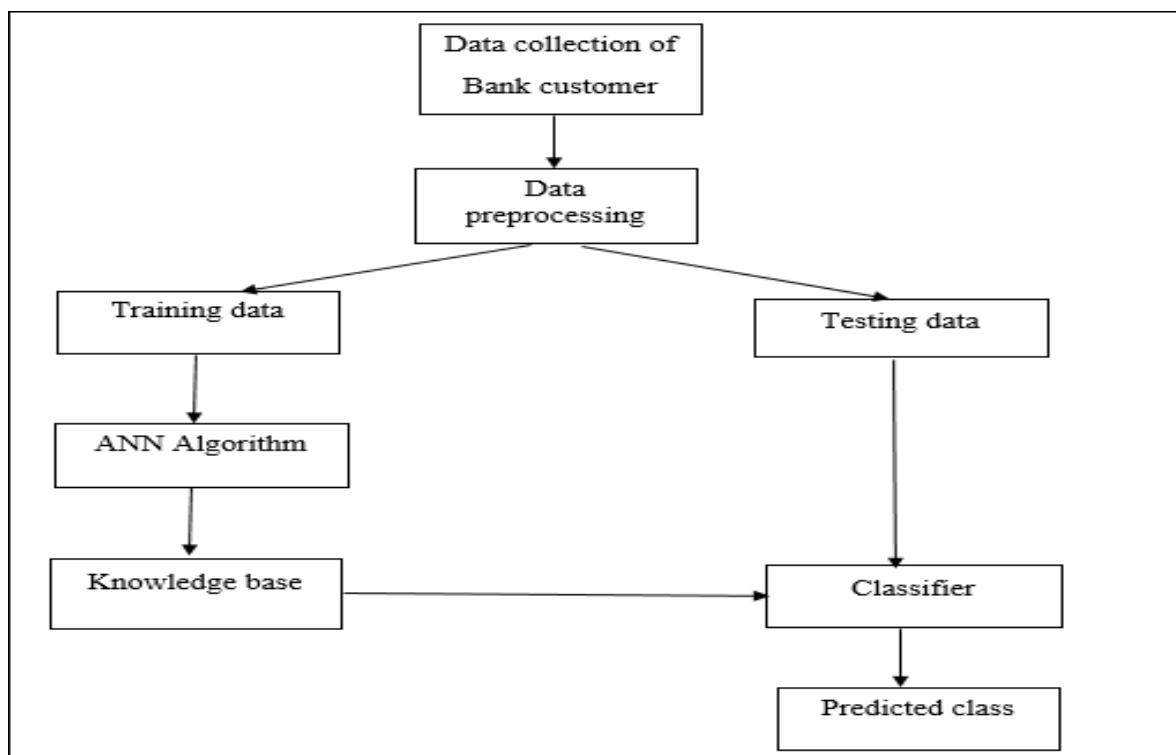 Data collection of
Bank customer
Data
preprocessing
Training data
Testing data
ANN Algorithm
Knowledge base
Classifier
Predicted class